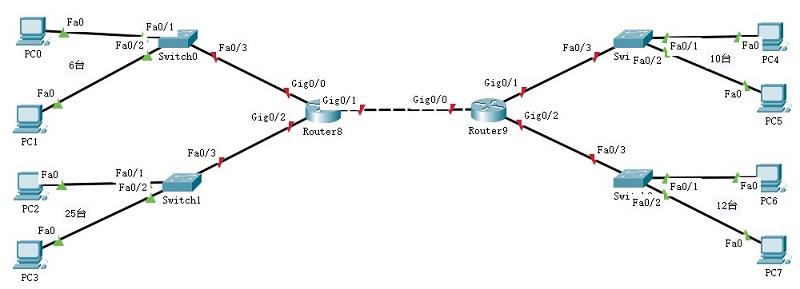 Fa0
Fa0/1
PC0
Fa0/2
Switch0
6台
Fa0/3
Fa0
PC1
Gig0/0
Gig0/1
Gig0/2
Router8
Fa0
Fa0/1
PC2
Fa0/2
Fa0/3
Switch1
25台
Fa0
PC3
Gig0/0
Gig0/1
Router9
Gig0/2
Fa0/3
Swi
Fa0/1
Fa0
PC4
Fa0/2
10台
Fa0
PC5
Fa0/3
Fa0/1
Fa0
PC6
Swi
Fa0/2
12台
Fa0
PC7